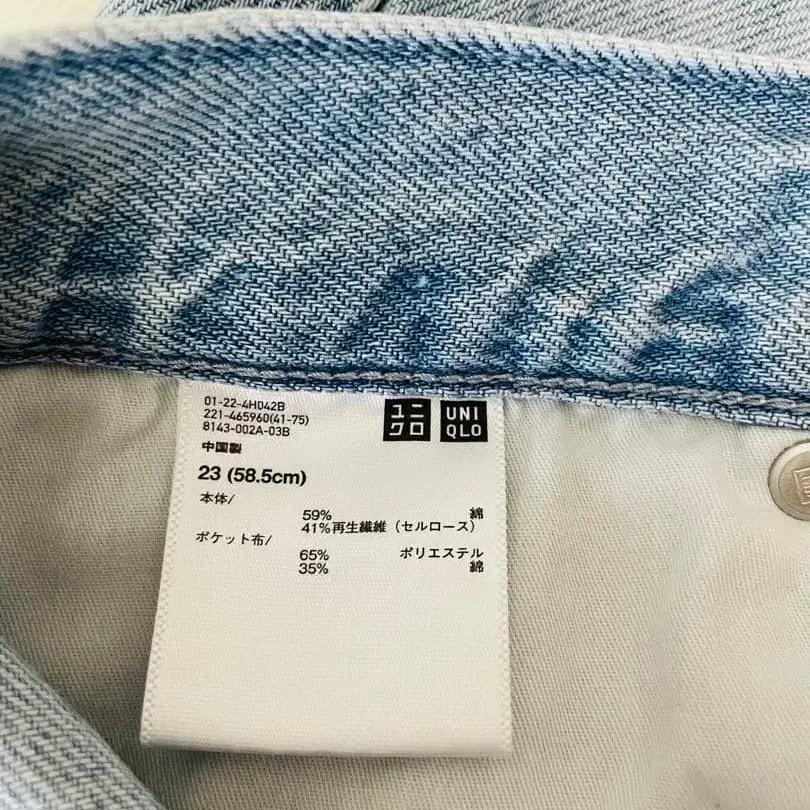 01-22-4H042B
221-465960(41-75)
8143-002A-03B
ユニクロ
UNIQLO
中国製
23 (58.5cm)
本体/
59% 綿
41%再生繊維（セルロース）
ポケット布/
65% ポリエステル
35% 綿